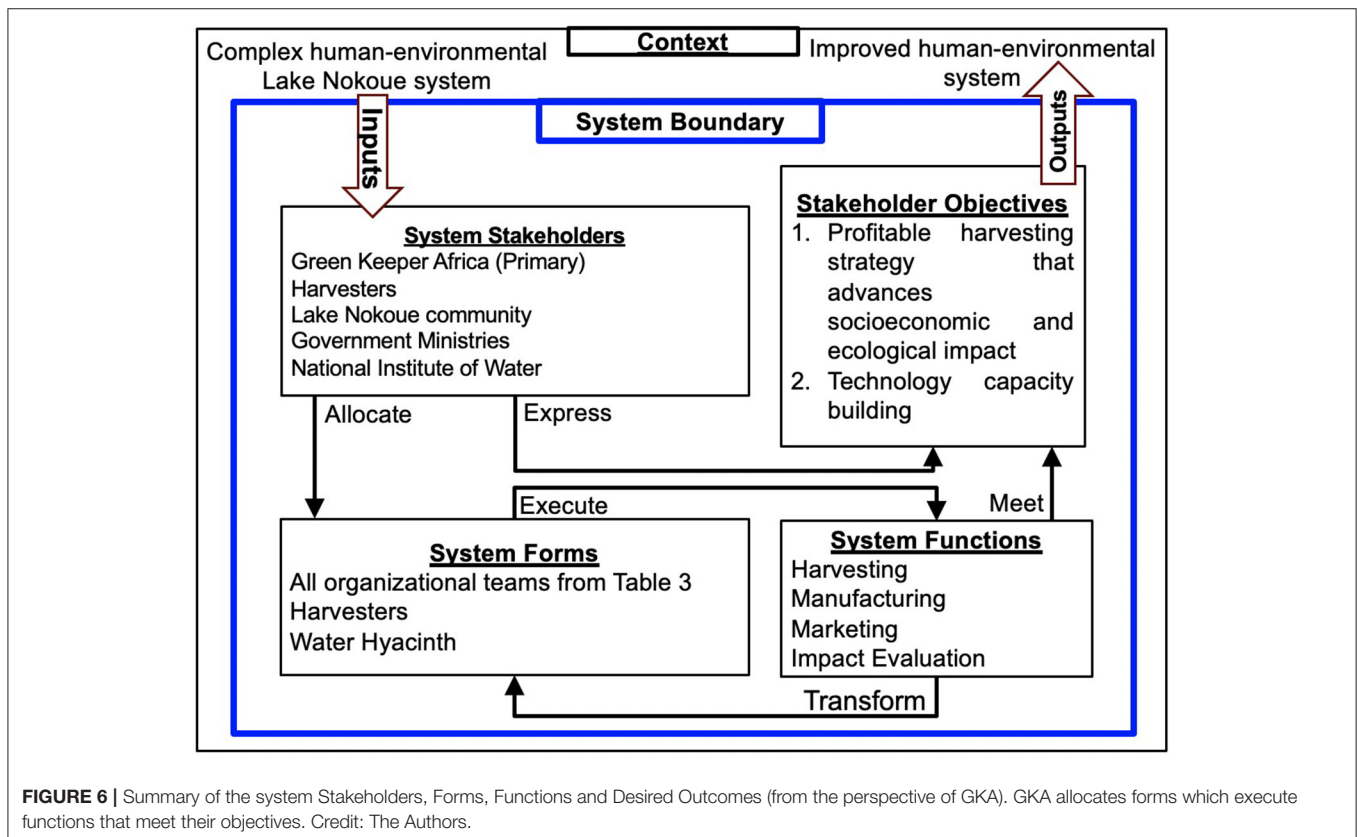 Context
Complex human-environmental
Lake Nokoue system
Improved human-environmental
system
Inputs
Outputs
System Boundary
System Stakeholders
Green Keeper Africa (Primary)
Harvesters
Lake Nokoue community
Government Ministries
National Institute of Water
Stakeholder Objectives
1. Profitable harvesting
strategy that
advances
socioeconomic and
ecological impact
2. Technology capacity
building
Allocate
Express
Execute
Meet
System Forms
All organizational teams from Table 3
Harvesters
Water Hyacinth
System Functions
Harvesting
Manufacturing
Marketing
Impact Evaluation
Transform
FIGURE 6 | Summary of the system Stakeholders, Forms, Functions and Desired Outcomes (from the perspective of GKA). GKA allocates forms which execute
functions that meet their objectives. Credit: The Authors.